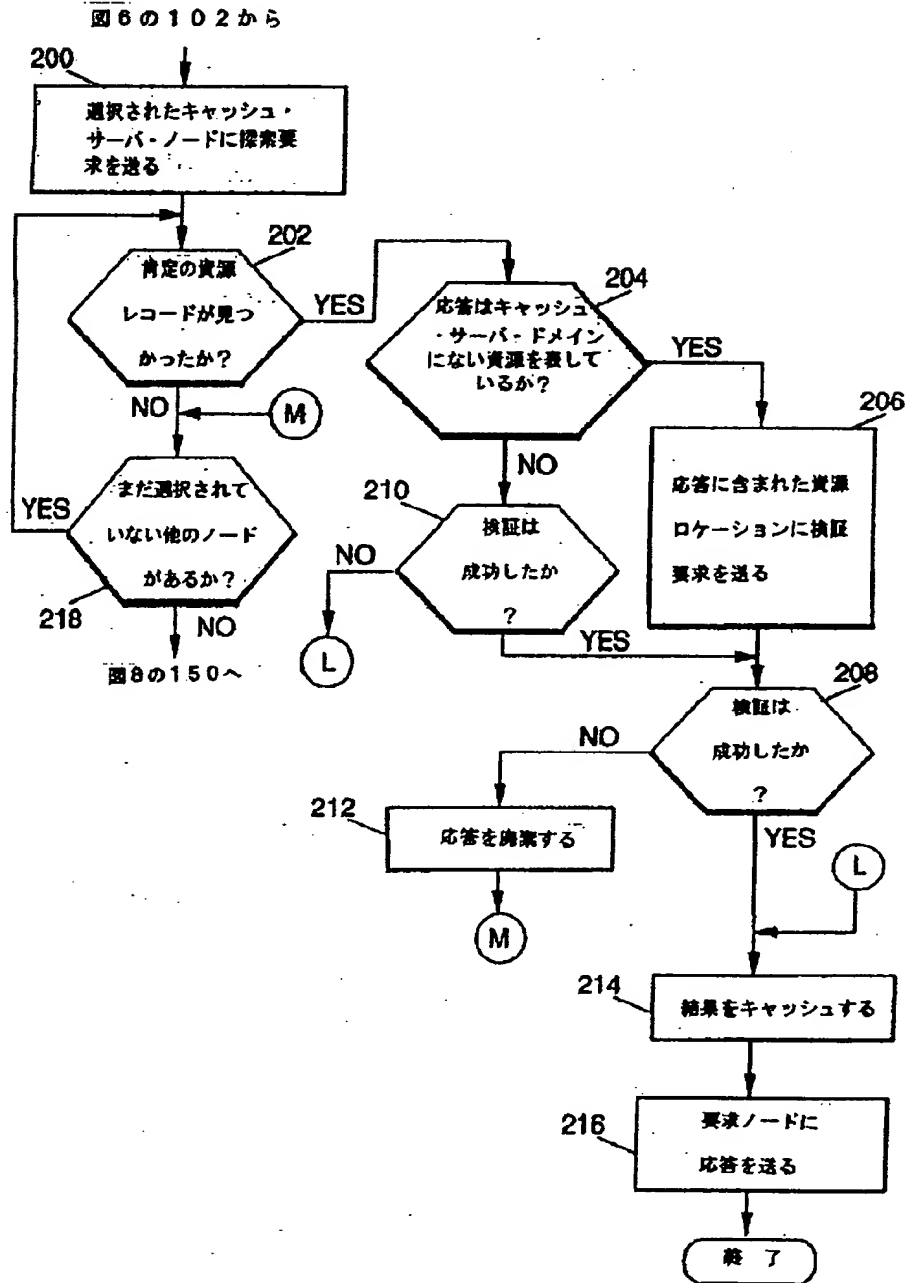 図6の102から
200
選択されたキャッシュ・
サーバ・ノードに探索要
求を送る
202
肯定の資源
レコードが見つ
かったか?
YES
NO
M
204
応答はキャッシュ
・サーバ・ドメイン
にない資源を表して
いるか?
YES
NO
206
応答に含まれた資源
ロケーションに検証
要求を送る
218
まだ選択されて
いない他のノード
があるか?
YES
NO
図8の150へ
210
検証は
成功したか
?
NO
L
YES
208
検証は
成功したか
?
NO
YES
212
応答を廃棄する
M
L
214
結果をキャッシュする
216
要求ノードに
応答を送る
終了